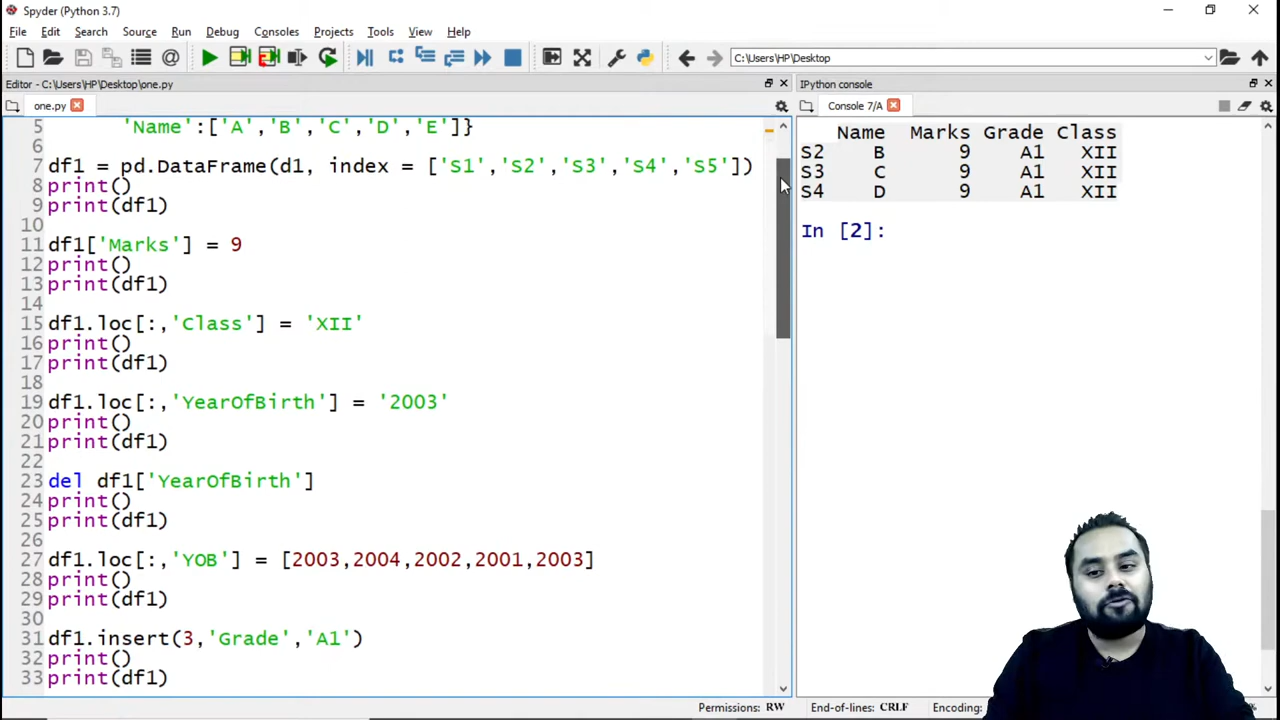 Spyder (Python 3.7)
File Edit Search Source Run Debug Consoles Projects Tools View Help
C:\Users\HP\Desktop
Editor - C:\Users\HP\Desktop\one.py
one.py
5 'Name':['A','B','C','D','E']}
6
7 df1 = pd.DataFrame(d1, index = ['S1','S2','S3','S4','S5'])
8 print()
9 print(df1)
10
11 df1['Marks'] = 9
12 print()
13 print(df1)
14
15 df1.loc[:,'Class'] = 'XII'
16 print()
17 print(df1)
18
19 df1.loc[:,'YearOfBirth'] = '2003'
20 print()
21 print(df1)
22
23 del df1['YearOfBirth']
24 print()
25 print(df1)
26
27 df1.loc[:,'YOB'] = [2003,2004,2002,2001,2003]
28 print()
29 print(df1)
30
31 df1.insert(3,'Grade','A1')
32 print()
33 print(df1)
IPython console
Console 7/A
Name Marks Grade Class
S2 B 9 A1 XII
S3 C 9 A1 XII
S4 D 9 A1 XII
In [2]:
Permissions: RW End-of-lines: CRLF Encoding: